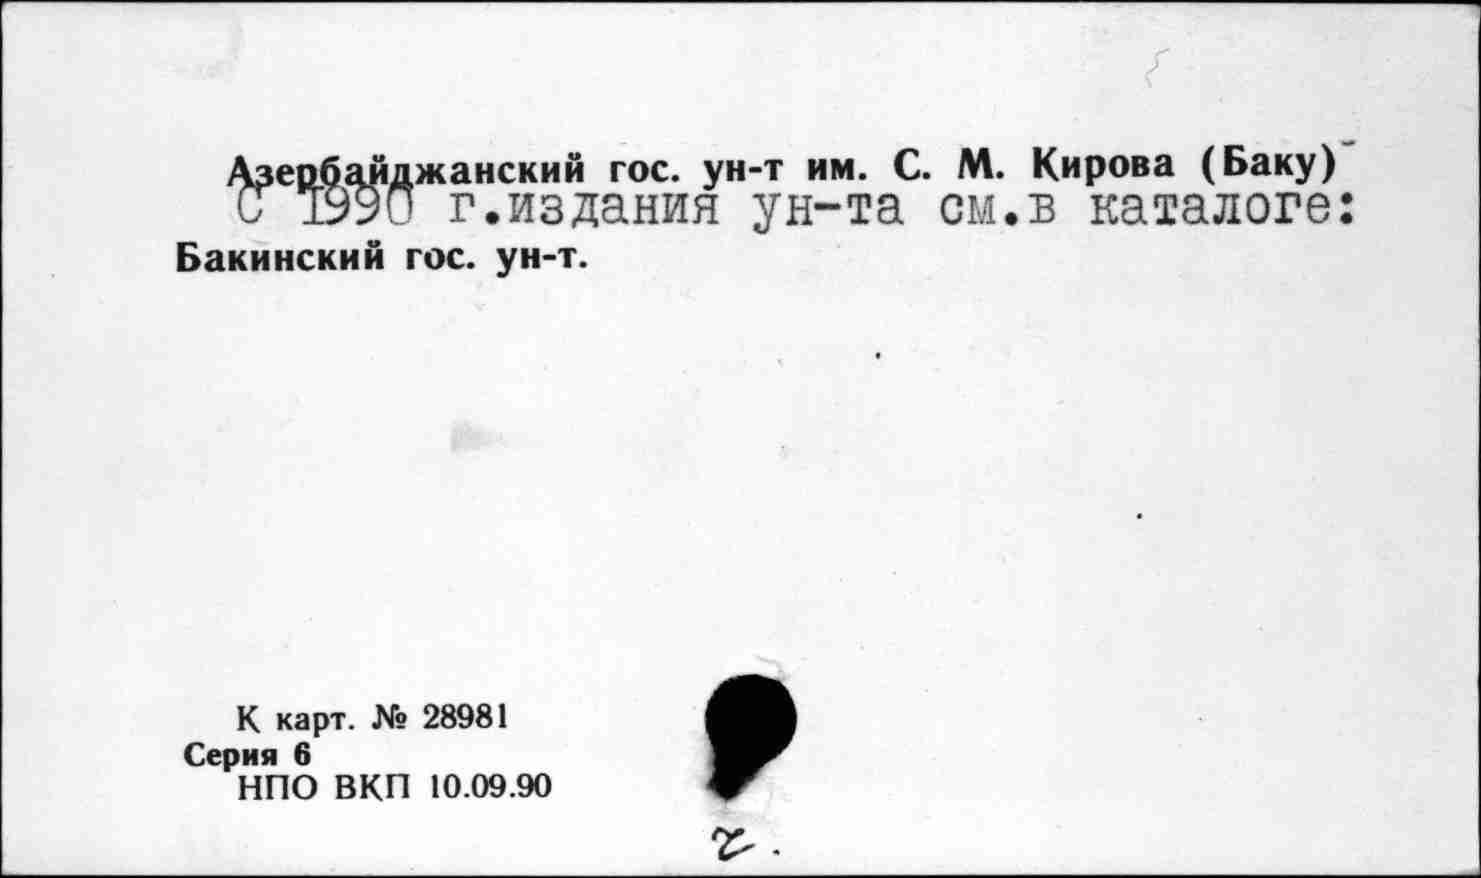 Азербайджанский гос. ун-т им. С. М. Кирова (Баку)
С 1990 г.издания ун-та см.в каталоге:
Бакинский гос. ун-т.
К карт. № 28981
Серия 6
НПО ВКП 10.09.90